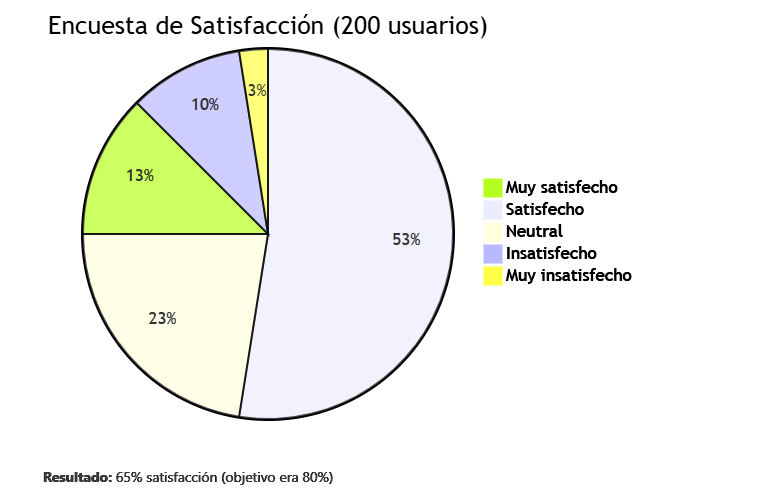 Encuesta de Satisfacción (200 usuarios)
3%
10%
13%
53%
23%
Muy satisfecho
Satisfecho
Neutral
Insatisfecho
Muy insatisfecho
Resultado: 65% satisfacción (objetivo era 80%)